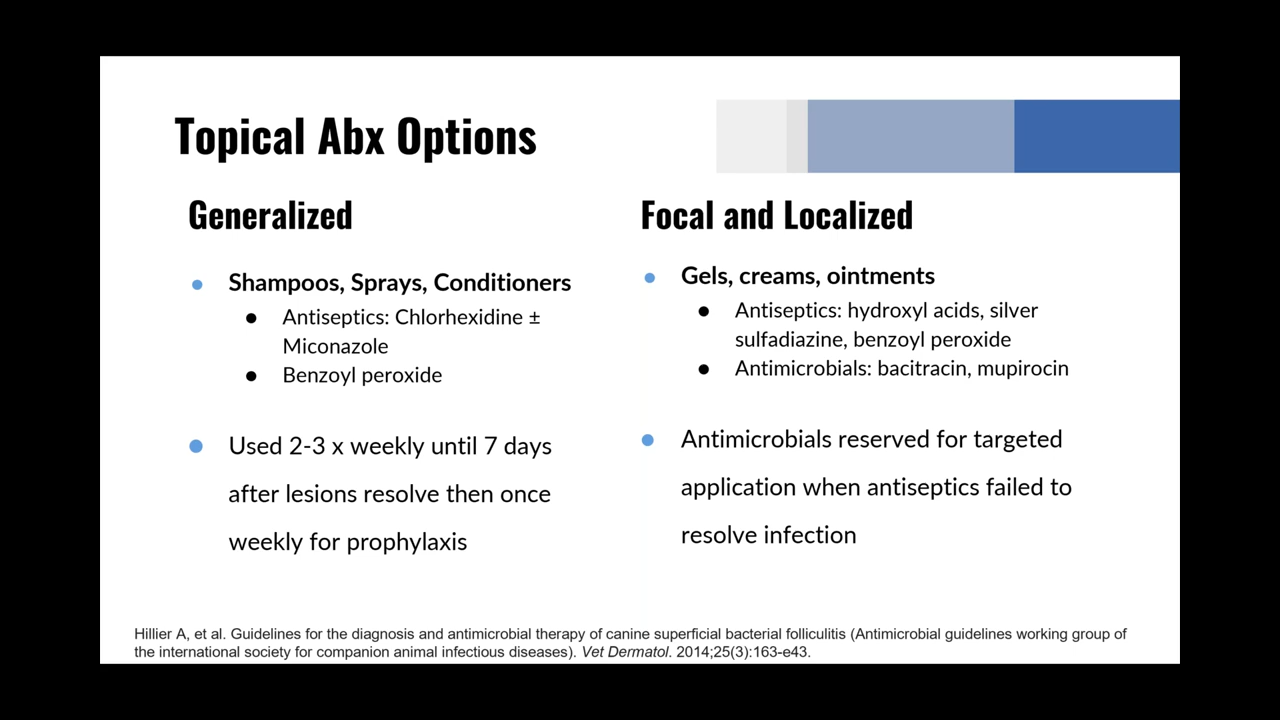 Topical Abx Options
Generalized
Shampoos, Sprays, Conditioners
Antiseptics: Chlorhexidine ±
Miconazole
Benzoyl peroxide
Used 2-3 x weekly until 7 days
after lesions resolve then once
weekly for prophylaxis
Focal and Localized
Gels, creams, ointments
Antiseptics: hydroxyl acids, silver
sulfadiazine, benzoyl peroxide
Antimicrobials: bacitracin, mupirocin
Antimicrobials reserved for targeted
application when antiseptics failed to
resolve infection
Hillier A, et al. Guidelines for the diagnosis and antimicrobial therapy of canine superficial bacterial folliculitis (Antimicrobial guidelines working group of
the international society for companion animal infectious diseases). Vet Dermatol. 2014;25(3):163-e43.